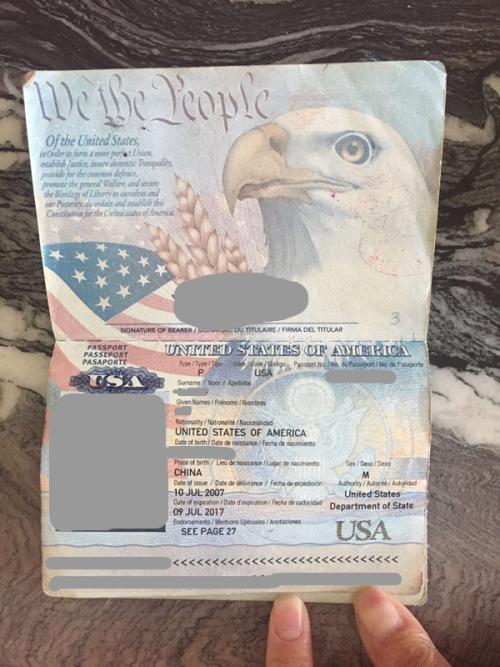 We the People
Of the United States,
in Order to form a more perfect Union,
establish Justice, insure domestic Tranquility,
provide for the common defence,
promote the general Welfare, and secure
the Blessings of Liberty to ourselves and
our Posterity, do ordain and establish this
Constitution for the United States of America.
3
SIGNATURE OF BEARER / SIGNATURE DU TITULAIRE / FIRMA DEL TITULAR
PASSPORT
PASSEPORT
PASAPORTE
USA
UNITED STATES OF AMERICA
Type / Type / Tipo Code / Code / Código Passport No. / No. du Passeport / No. de Pasaporte
P USA
Surname / Nom / Apellidos
Given Names / Prénoms / Nombres
Nationality / Nationalité / Nacionalidad
UNITED STATES OF AMERICA
Date of birth / Date de naissance / Fecha de nacimiento
Place of birth / Lieu de naissance / Lugar de nacimiento Sex / Sexe / Sexo
CHINA M
Date of issue / Date de délivrance / Fecha de expedición Authority / Autorité / Autoridad
10 JUL 2007 United States
Date of expiration / Date d'expiration / Fecha de caducidad Department of State
09 JUL 2017
Endorsements / Mentions Spéciales / Anotaciones
SEE PAGE 27 USA
<<<<<<<<<<<<<<<<<<<<<<<<<<<<